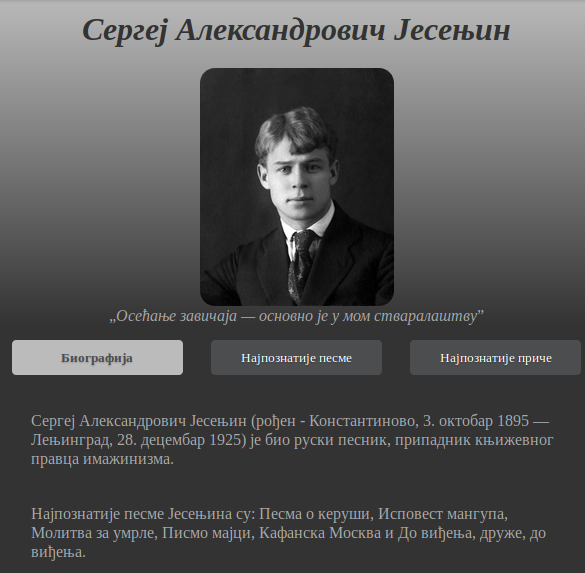 Сергеј Александрович Јесењин
„Осећање завичаја — основно је у мом стваралаштву”
Биографија
Најпознатије песме
Најпознатије приче
Сергеј Александрович Јесењин (рођен - Константиново, 3. октобар 1895 —
Лењинград, 28. децембар 1925) је био руски песник, припадник књижевног
правца имажинизма.
Најпознатије песме Јесењина су: Песма о керуши, Исповест мангупа,
Молитва за умрле, Писмо мајци, Кафанска Москва и До виђења, друже, до
виђења.